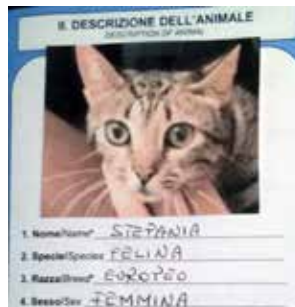 II. DESCRIZIONE DELL'ANIMALE
DESCRIPTION OF ANIMAL
1. Nome/Name* STEFANIA
2. Specie/Species FELINA
3. Razza/Breed* EUROPEO
4. Sesso/Sex FEMMINA